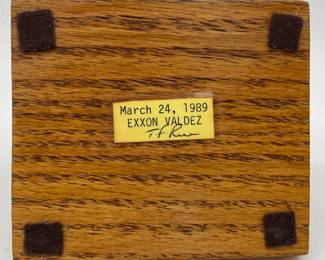 March 24, 1989
EXXON VALDEZ